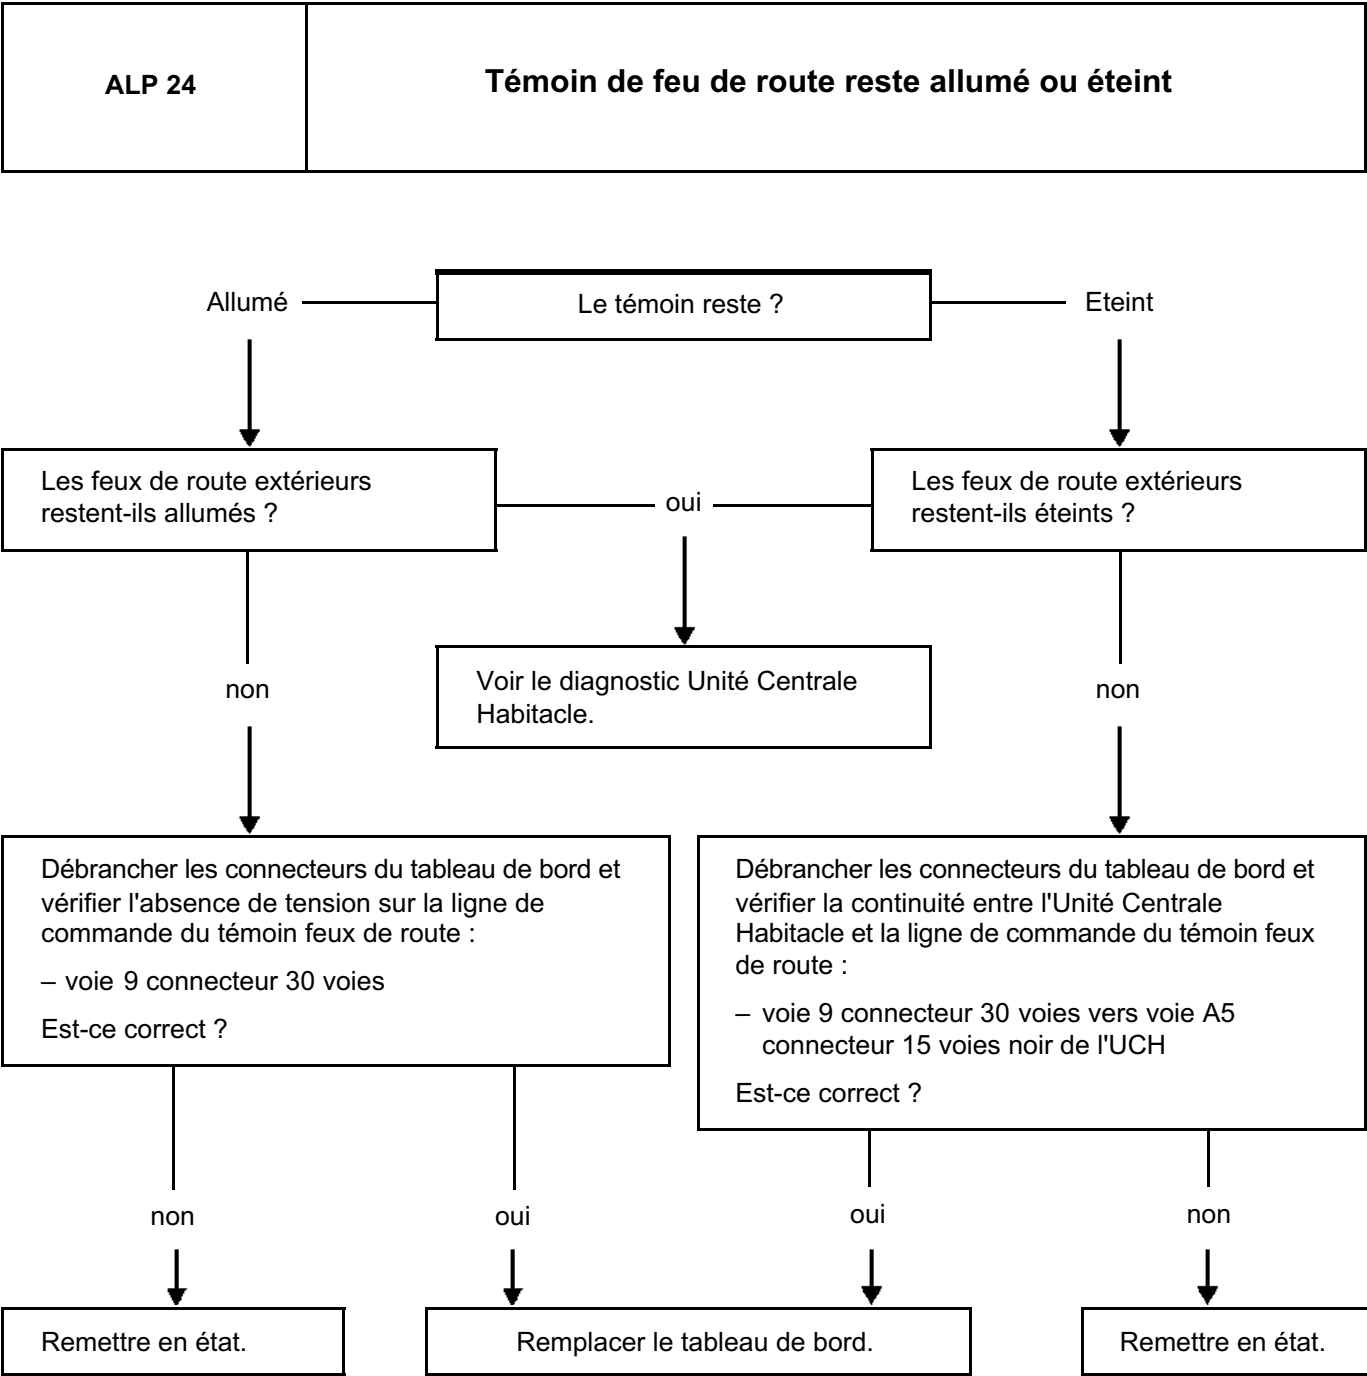 ALP 24
Témoin de feu de route reste allumé ou éteint
Allumé
Le témoin reste ?
Eteint
Les feux de route extérieurs
restent-ils allumés ?
oui
Les feux de route extérieurs
restent-ils éteints ?
non
Voir le diagnostic Unité Centrale
Habitacle.
non
Débrancher les connecteurs du tableau de bord et
vérifier l'absence de tension sur la ligne de
commande du témoin feux de route :
– voie 9 connecteur 30 voies
Est-ce correct ?
Débrancher les connecteurs du tableau de bord et
vérifier la continuité entre l'Unité Centrale
Habitacle et la ligne de commande du témoin feux
de route :
– voie 9 connecteur 30 voies vers voie A5
connecteur 15 voies noir de l'UCH
Est-ce correct ?
non
oui
oui
non
Remettre en état.
Remplacer le tableau de bord.
Remettre en état.